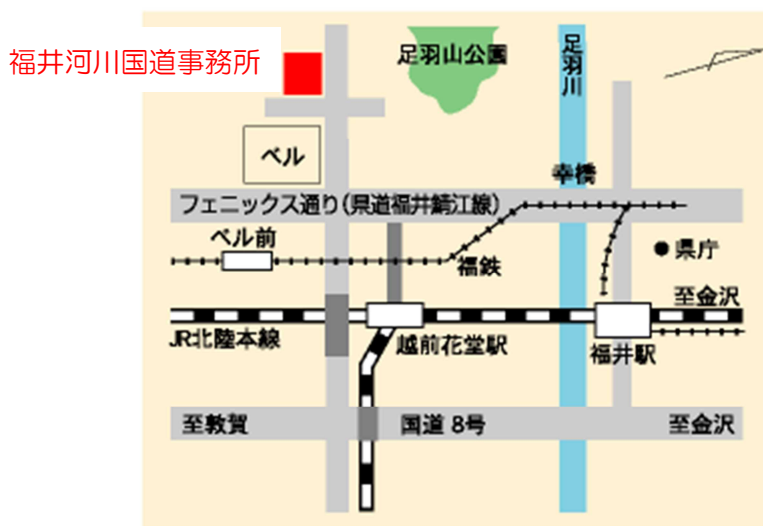 福井河川国道事務所
足羽山公園
足羽川
ベル
幸橋
フェニックス通り(県道福井鯖江線)
ベル前
福鉄
県庁
至金沢
JR北陸本線
越前花堂駅
福井駅
至敦賀
国道 8号
至金沢